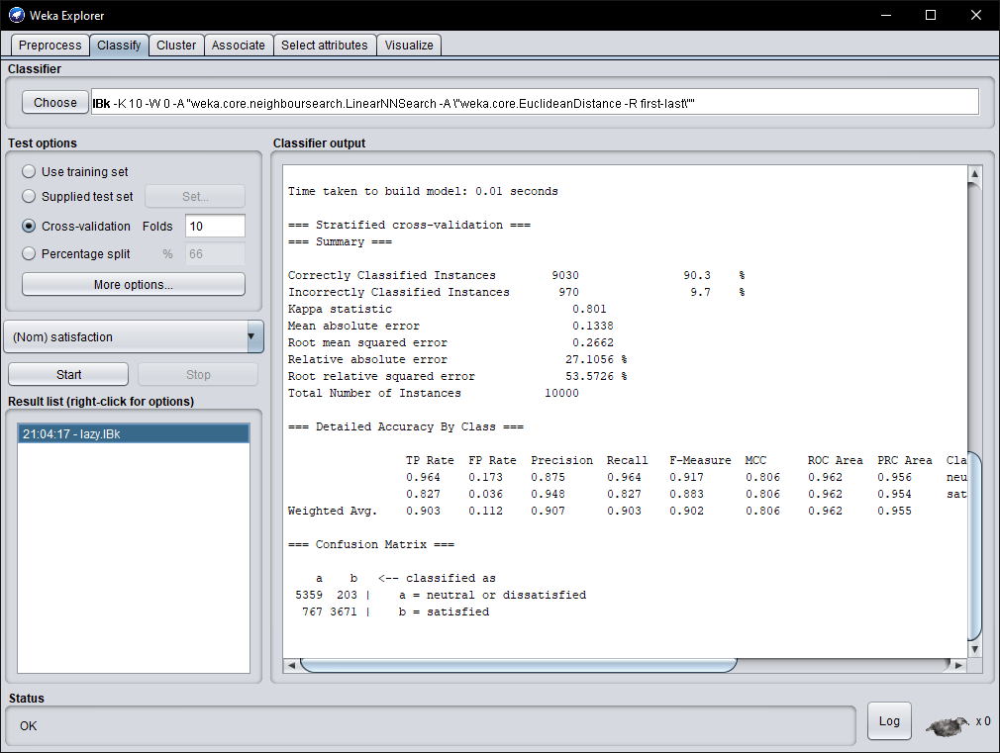 Weka Explorer
Preprocess Classify Cluster Associate Select attributes Visualize
Classifier
Choose IBk -K 10 -W 0 -A "weka.core.neighboursearch.LinearNNSearch -A \"weka.core.EuclideanDistance -R first-last\""
Test options
Use training set
Supplied test set Set...
Cross-validation Folds 10
Percentage split % 66
More options...
(Nom) satisfaction
Start Stop
Result list (right-click for options)
21:04:17 - lazy.IBk
Classifier output
Time taken to build model: 0.01 seconds
=== Stratified cross-validation ===
=== Summary ===
Correctly Classified Instances 9030 90.3 %
Incorrectly Classified Instances 970 9.7 %
Kappa statistic 0.801
Mean absolute error 0.1338
Root mean squared error 0.2662
Relative absolute error 27.1056 %
Root relative squared error 53.5726 %
Total Number of Instances 10000
=== Detailed Accuracy By Class ===
TP Rate FP Rate Precision Recall F-Measure MCC ROC Area PRC Area Cla
0.964 0.173 0.875 0.964 0.917 0.806 0.962 0.956 neu
0.827 0.036 0.948 0.827 0.883 0.806 0.962 0.954 sat
Weighted Avg. 0.903 0.112 0.907 0.903 0.902 0.806 0.962 0.955
=== Confusion Matrix ===
a b <-- classified as
5359 203 | a = neutral or dissatisfied
767 3671 | b = satisfied
Status
OK
Log
x 0